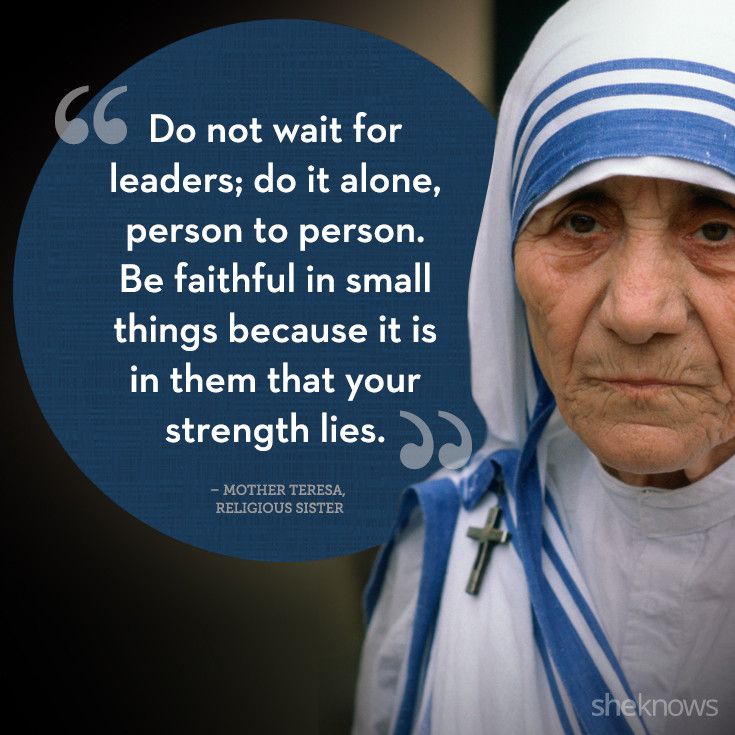 “ Do not wait for
leaders; do it alone,
person to person.
Be faithful in small
things because it is
in them that your
strength lies. ”
– MOTHER TERESA,
RELIGIOUS SISTER
sheknows